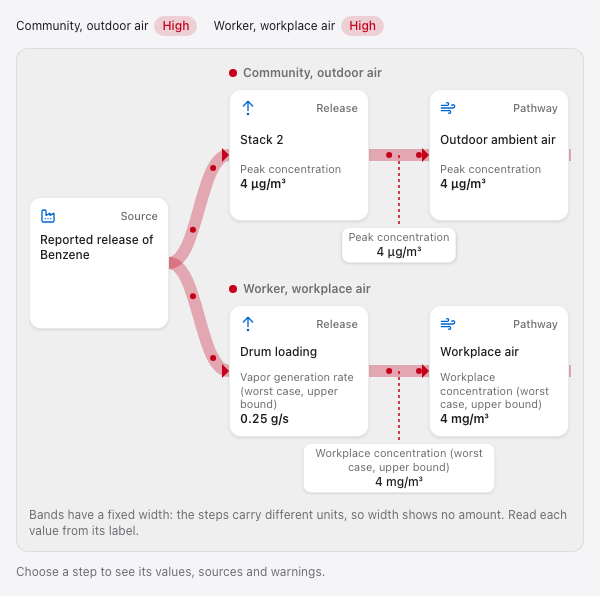 Community, outdoor air High Worker, workplace air High
Community, outdoor air
Release
Stack 2
Peak concentration
4 µg/m³
Pathway
Outdoor ambient air
Peak concentration
4 µg/m³
Peak concentration
4 µg/m³
Source
Reported release of
Benzene
Worker, workplace air
Release
Drum loading
Vapor generation rate
(worst case, upper
bound)
0.25 g/s
Pathway
Workplace air
Workplace
concentration (worst
case, upper bound)
4 mg/m³
Workplace concentration (worst
case, upper bound)
4 mg/m³
Bands have a fixed width: the steps carry different units, so width shows no amount. Read each
value from its label.
Choose a step to see its values, sources and warnings.